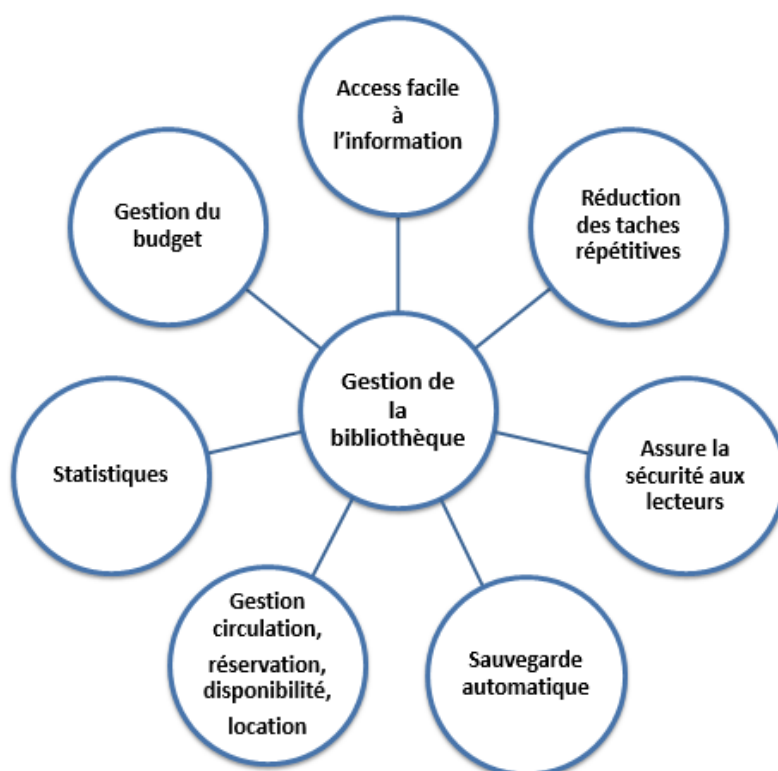 Access facile
à
l’information
Réduction
des taches
répétitives
Gestion du
budget
Gestion de
la
bibliothèque
Assure la
sécurité aux
lecteurs
Statistiques
Gestion
circulation,
réservation,
disponibilité,
location
Sauvegarde
automatique